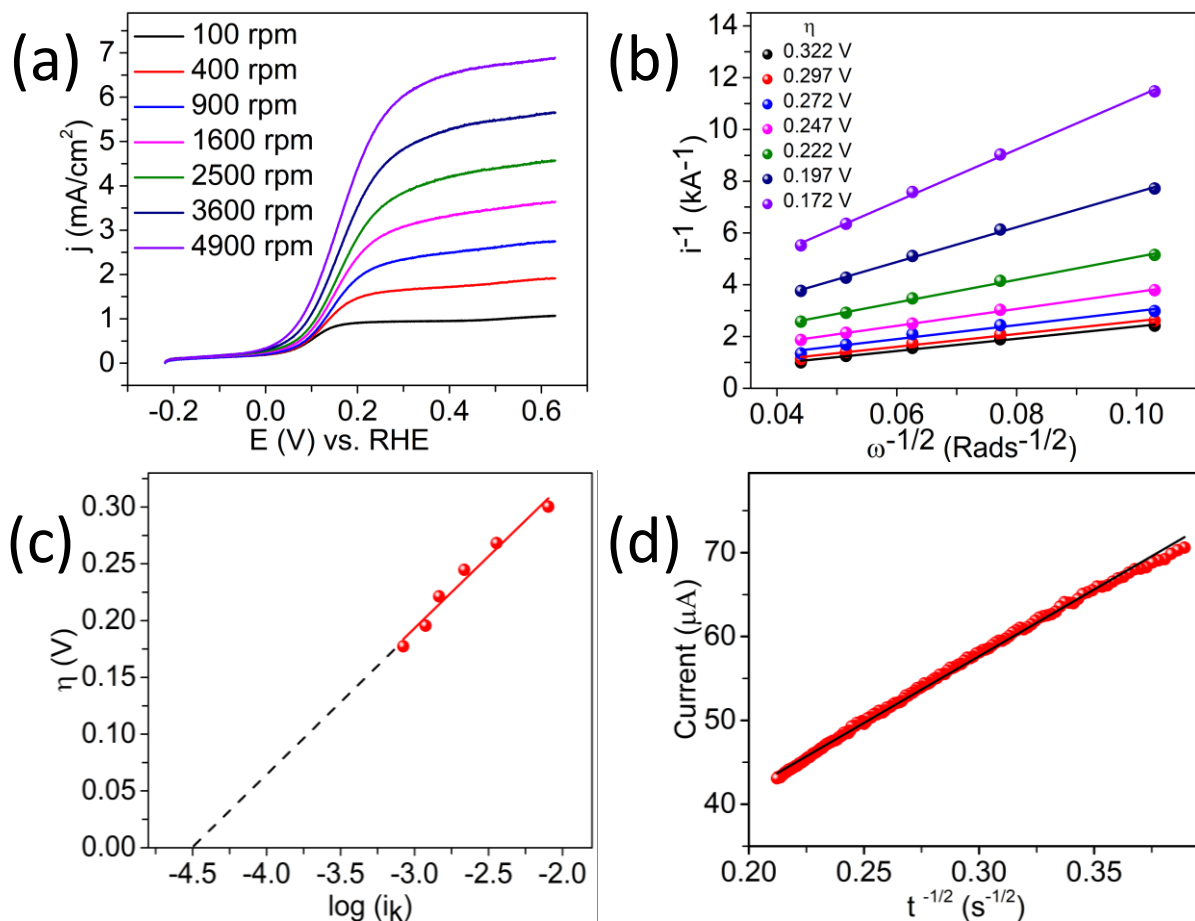 (a)
j (mA/cm²)
7
6
5
4
3
2
1
0
100 rpm
400 rpm
900 rpm
1600 rpm
2500 rpm
3600 rpm
4900 rpm
-0.2 0.0 0.2 0.4 0.6
E (V) vs. RHE
(b)
i⁻¹ (kA⁻¹)
14
12
10
8
6
4
2
0
η
0.322 V
0.297 V
0.272 V
0.247 V
0.222 V
0.197 V
0.172 V
0.04 0.06 0.08 0.10
ω⁻¹/² (Rads⁻¹/²)
(c)
η (V)
0.30
0.25
0.20
0.15
0.10
0.05
0.00
-4.5 -4.0 -3.5 -3.0 -2.5 -2.0
log (iₖ)
(d)
Current (μA)
70
60
50
40
0.20 0.25 0.30 0.35
t⁻¹/² (s⁻¹/²)